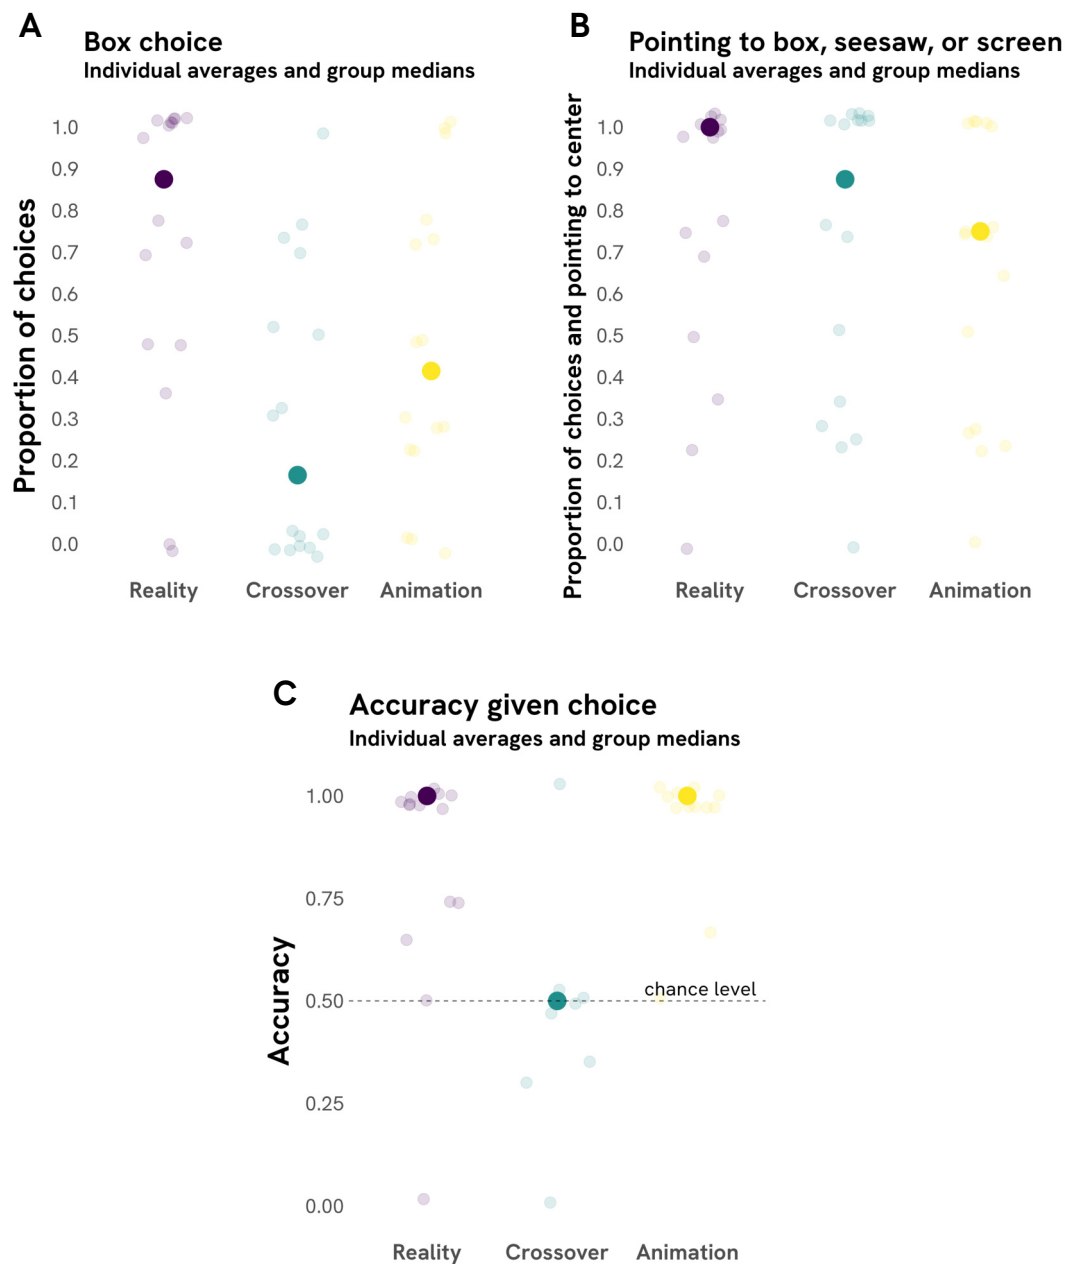 A
Box choice
Individual averages and group medians
Proportion of choices
1.0
0.9
0.8
0.7
0.6
0.5
0.4
0.3
0.2
0.1
0.0
Reality Crossover Animation
B
Pointing to box, seesaw, or screen
Individual averages and group medians
Proportion of choices and pointing to center
1.0
0.9
0.8
0.7
0.6
0.5
0.4
0.3
0.2
0.1
0.0
Reality Crossover Animation
C
Accuracy given choice
Individual averages and group medians
Accuracy
1.00
0.75
0.50
0.25
0.00
chance level
Reality Crossover Animation